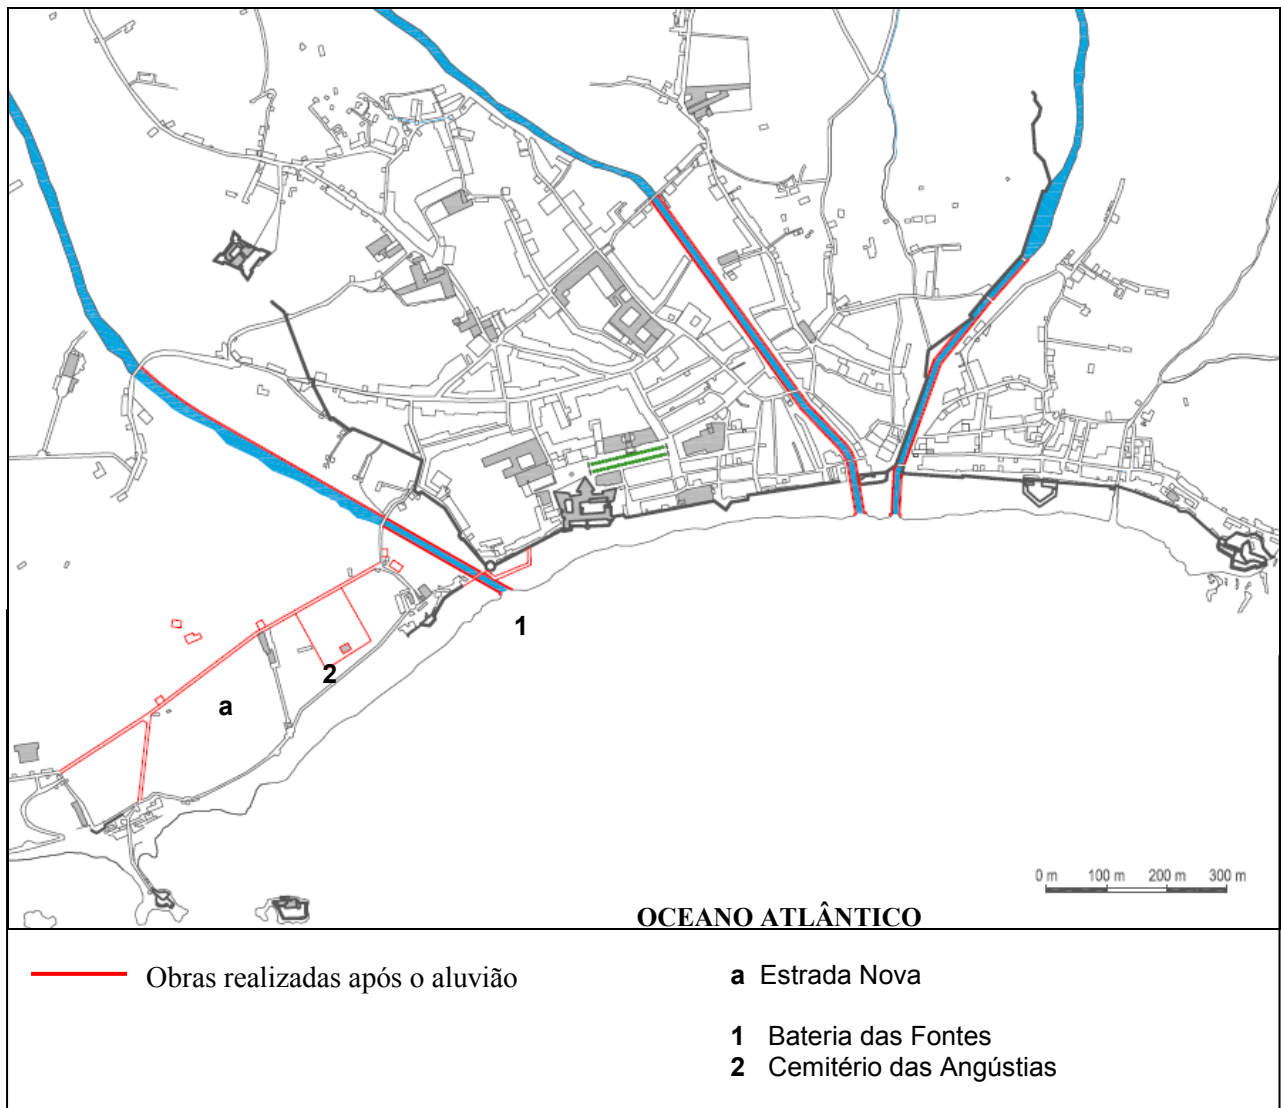 1
2
a
0 m 100 m 200 m 300 m
OCEANO ATLÂNTICO
Obras realizadas após o aluvião
a Estrada Nova
1 Bateria das Fontes
2 Cemitério das Angústias